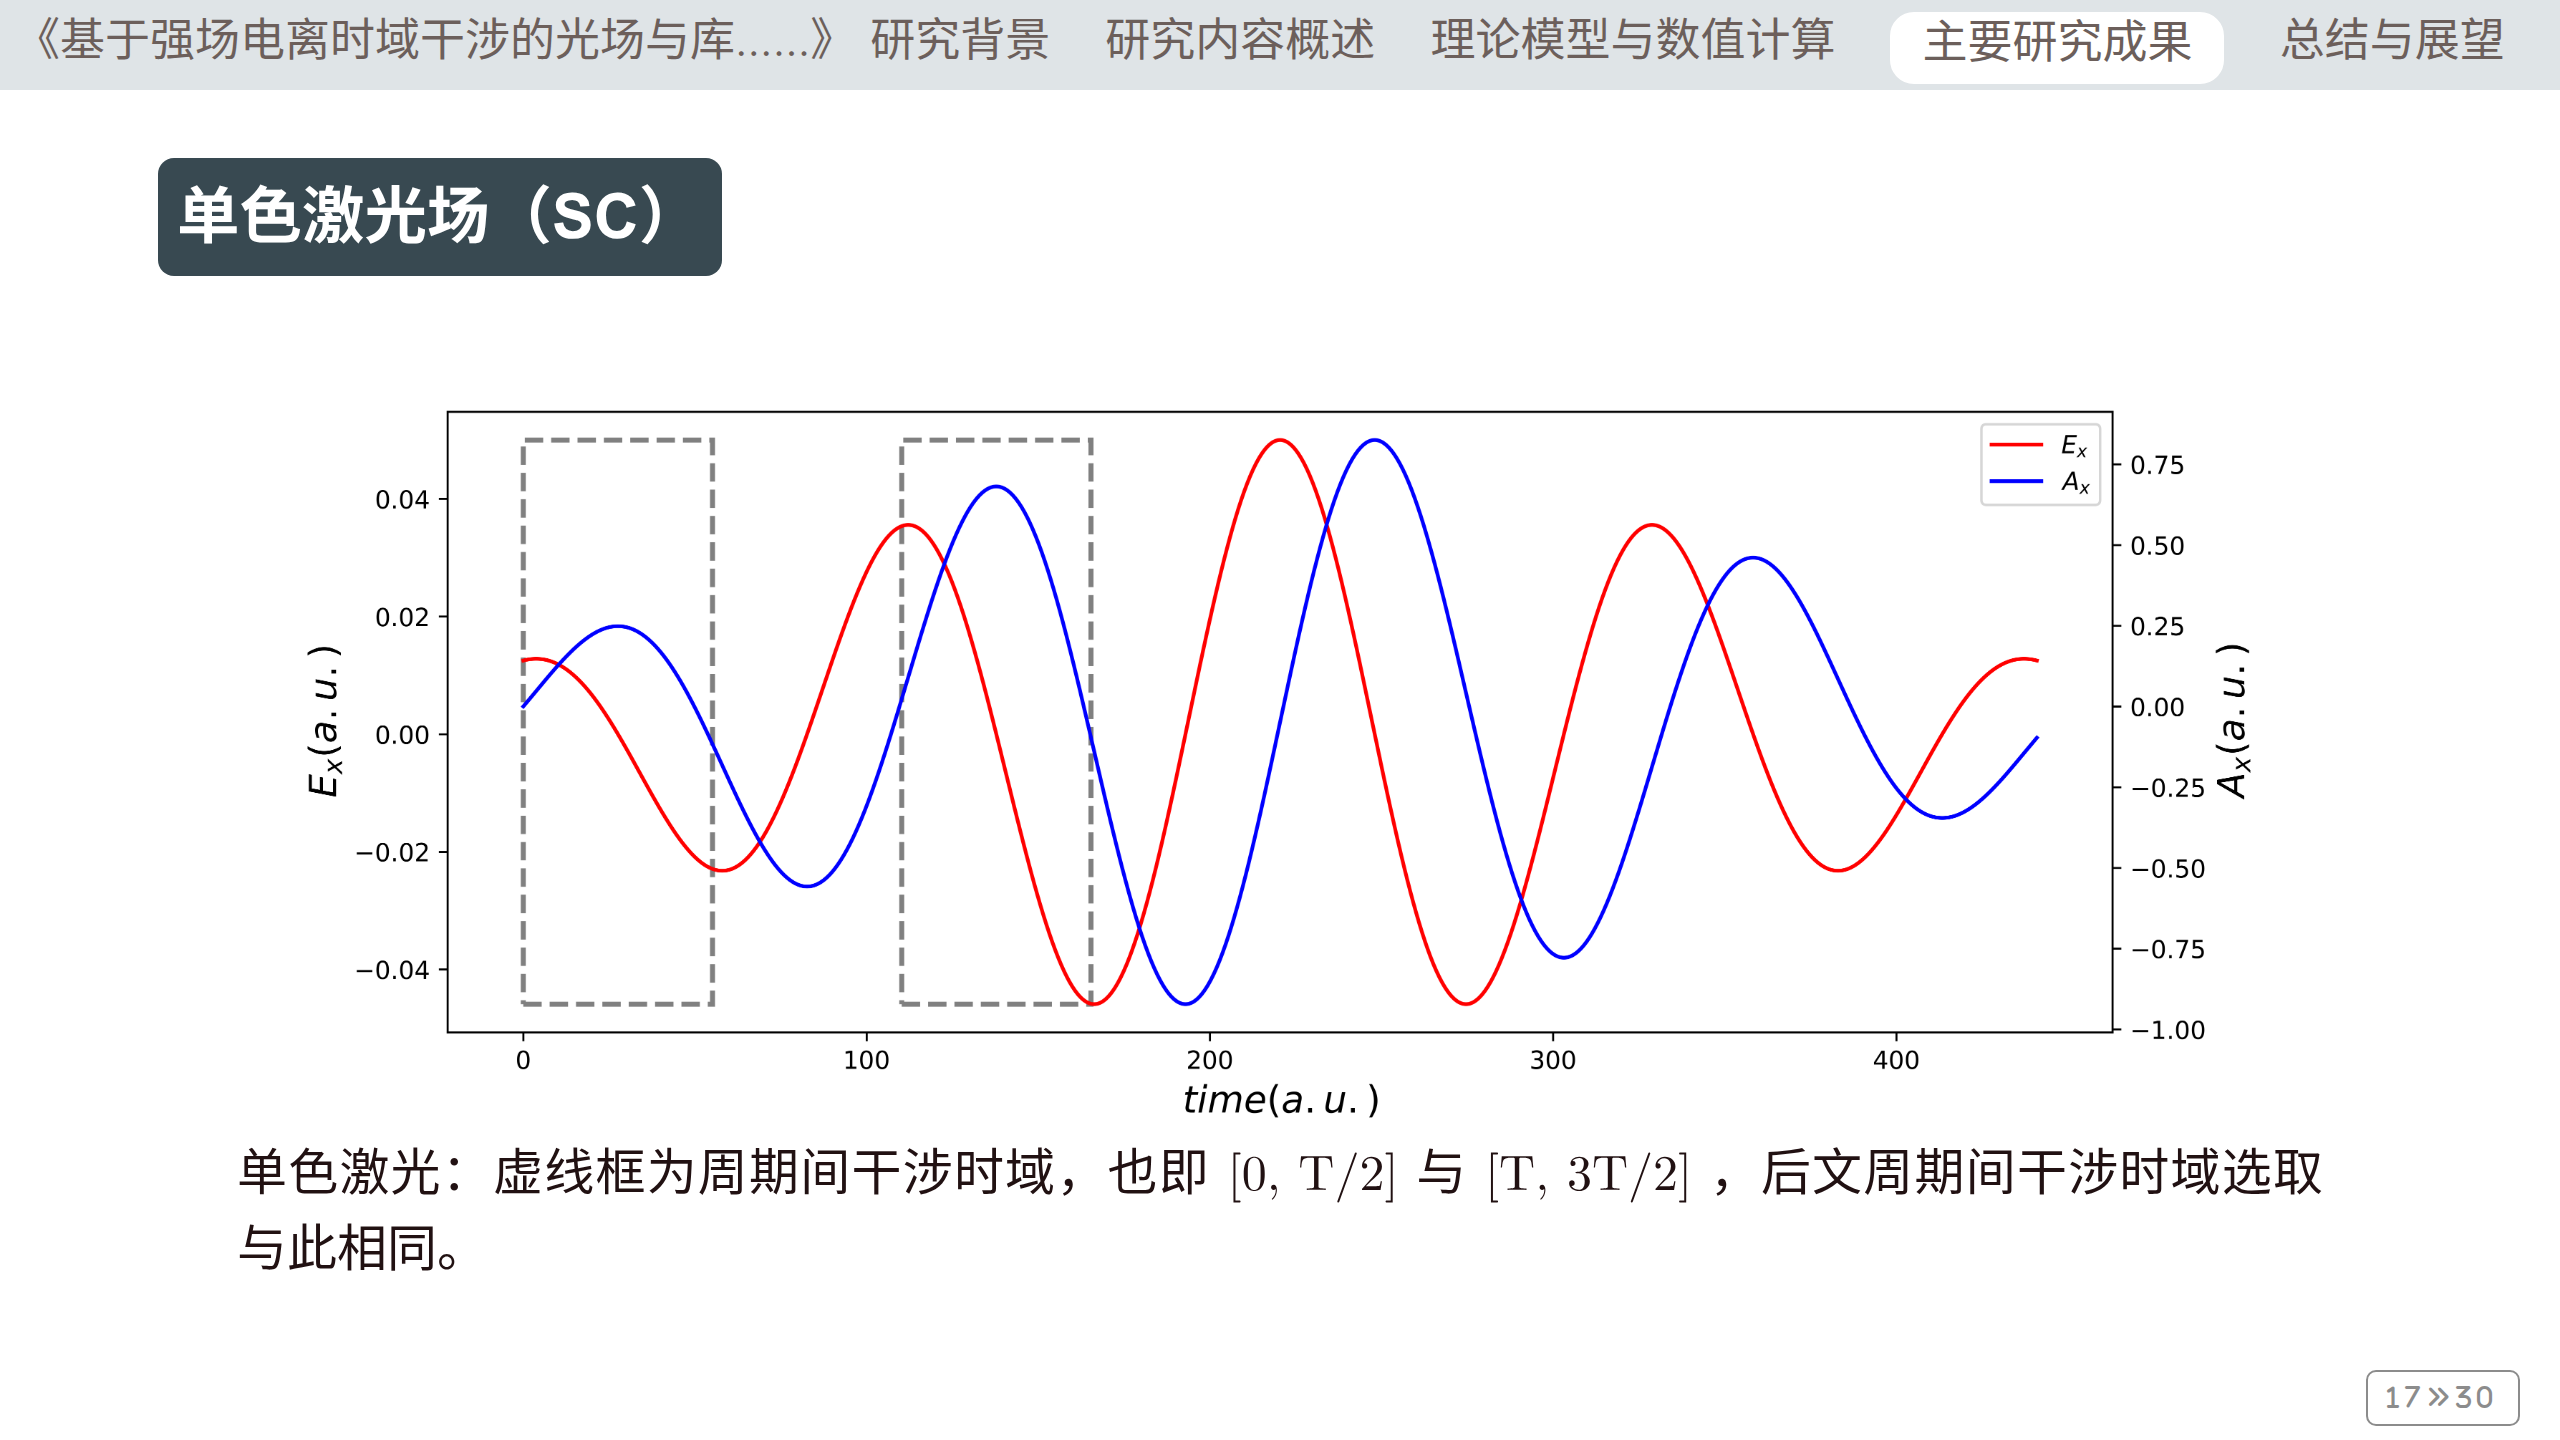 《基于强场电离时域干涉的光场与库......》 研究背景 研究内容概述 理论模型与数值计算 主要研究成果 总结与展望
单色激光场（SC）
E_x
A_x
0.04
0.02
0.00
−0.02
−0.04
E_x(a.u.)
0.75
0.50
0.25
0.00
−0.25
−0.50
−0.75
−1.00
A_x(a.u.)
0 100 200 300 400
time(a.u.)
单色激光：虚线框为周期间干涉时域，也即 [0, T/2] 与 [T, 3T/2] ，后文周期间干涉时域选取
与此相同。
17»30